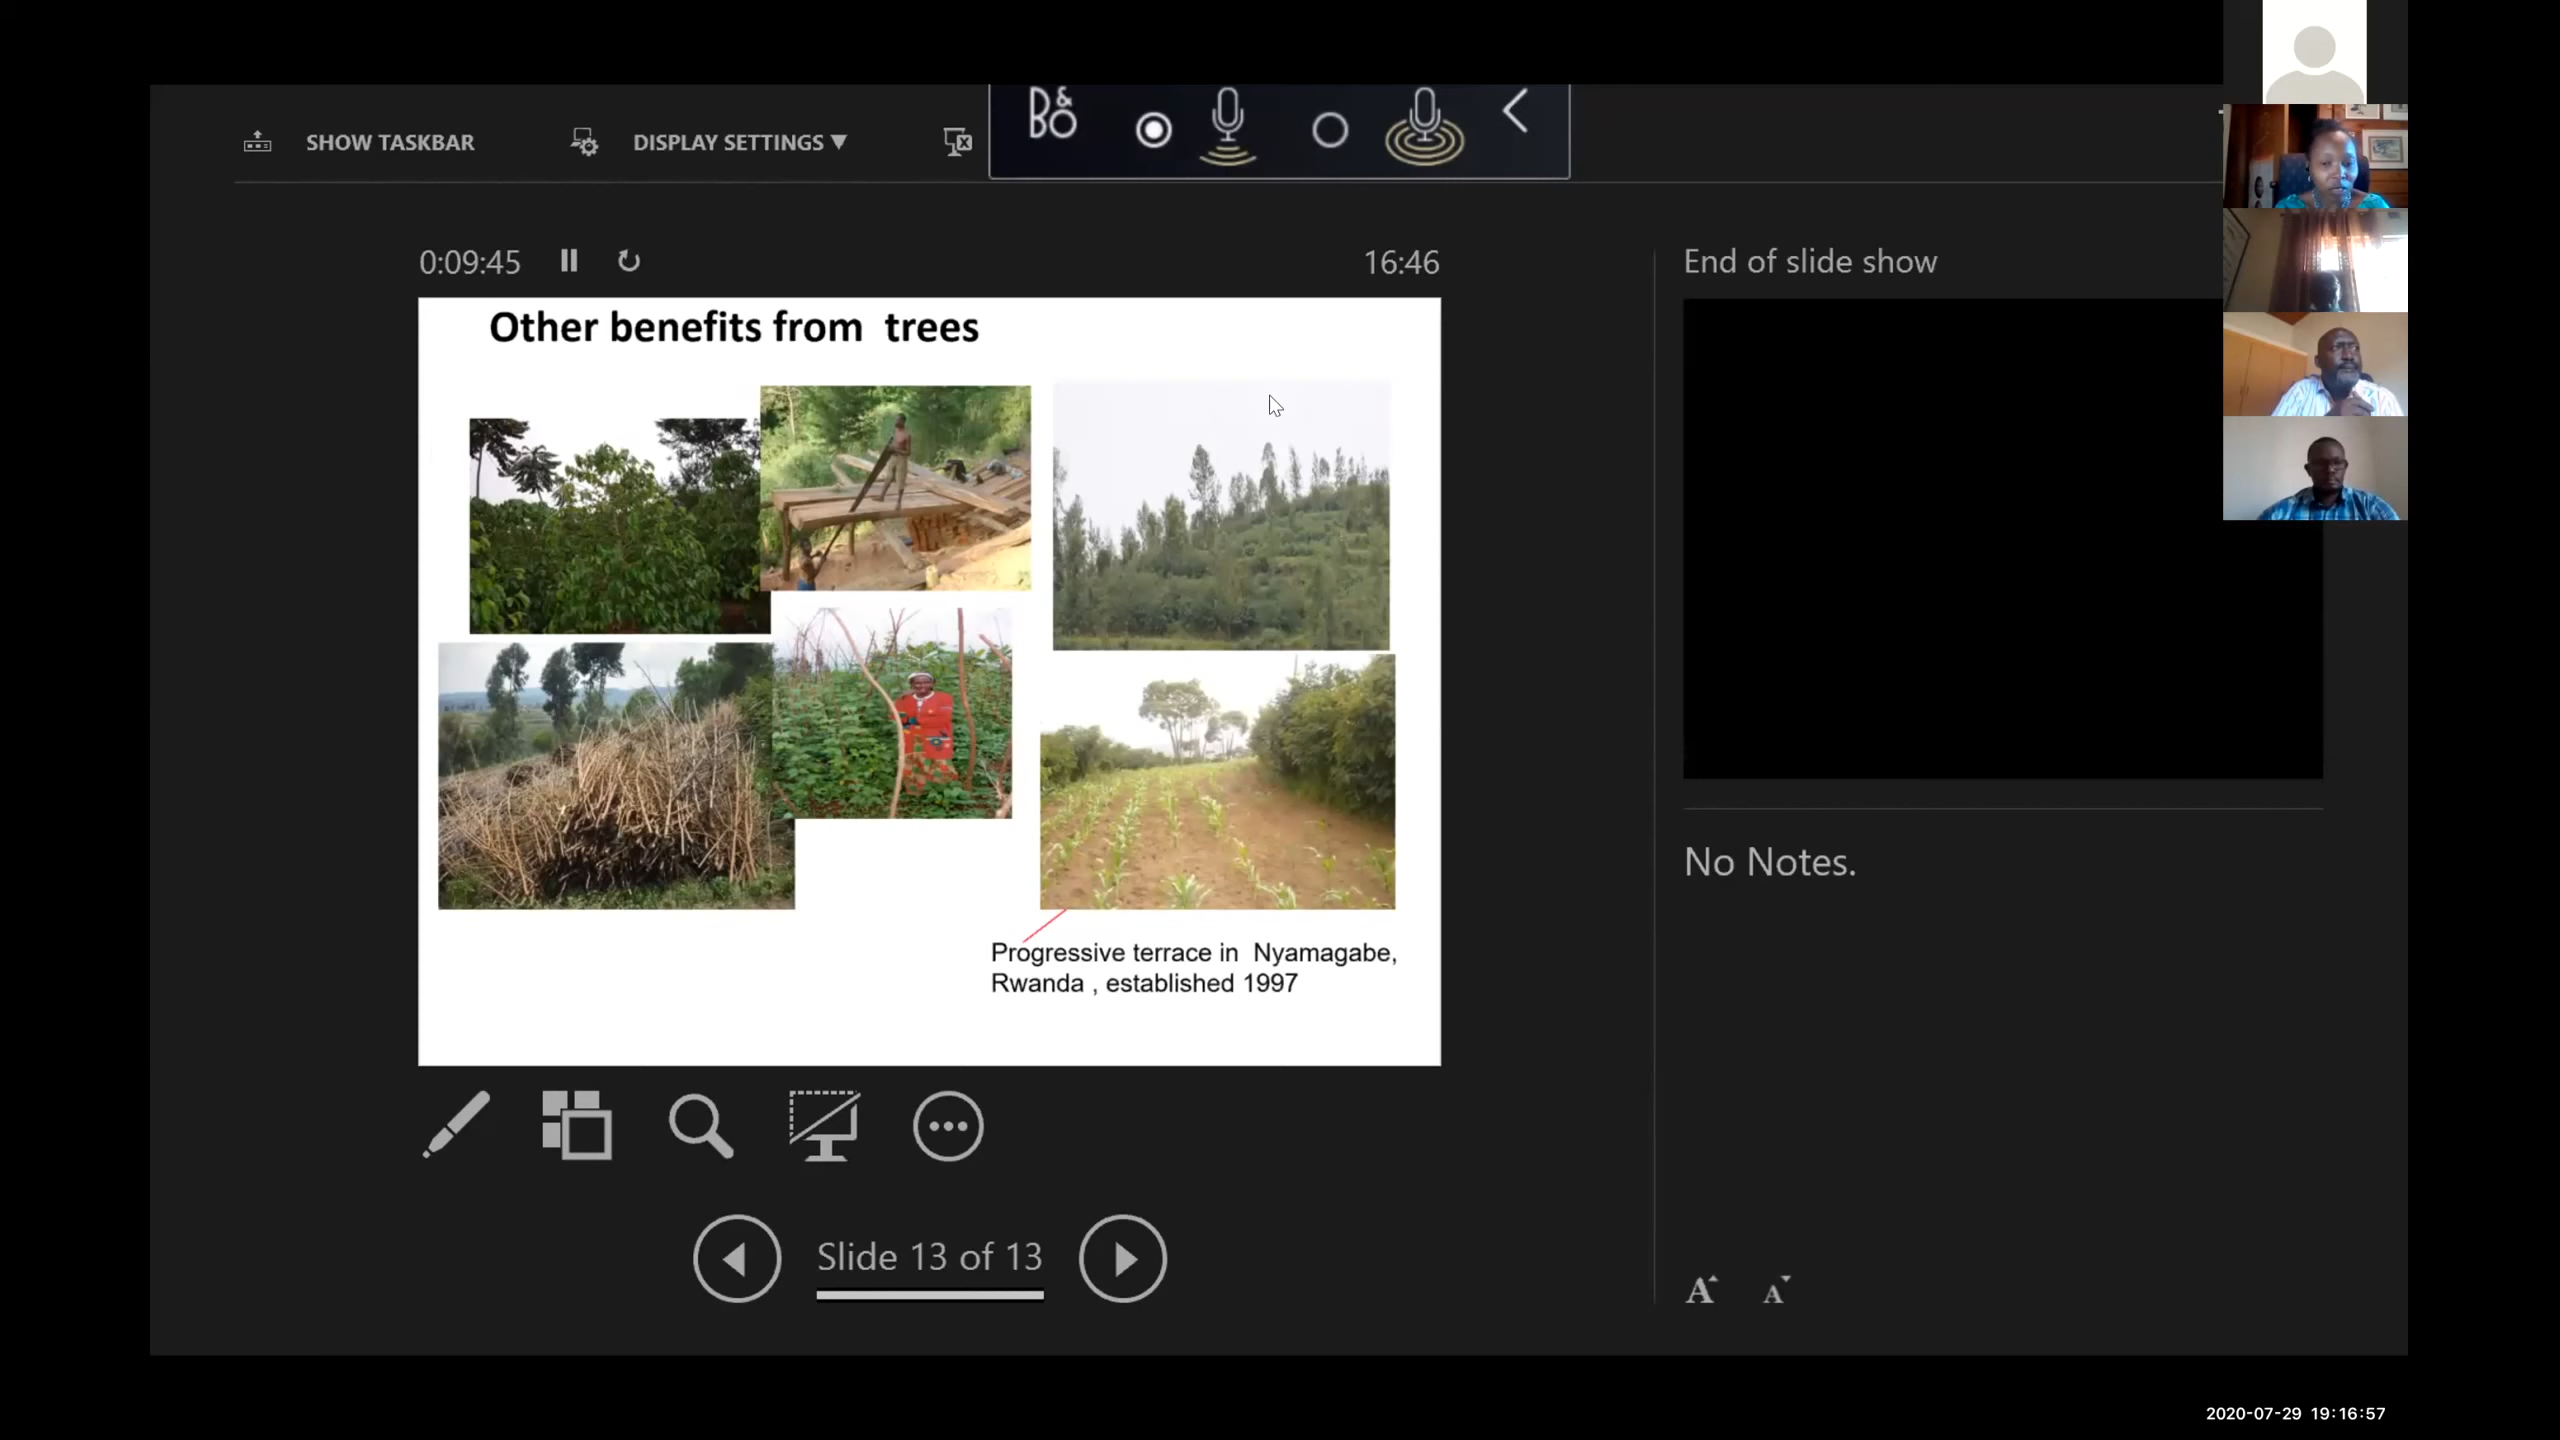 B&O
SHOW TASKBAR
DISPLAY SETTINGS ▼
0:09:45
16:46
End of slide show
Other benefits from  trees
Progressive terrace in  Nyamagabe,
Rwanda , established 1997
No Notes.
Slide 13 of 13
A A
2020-07-29 19:16:57